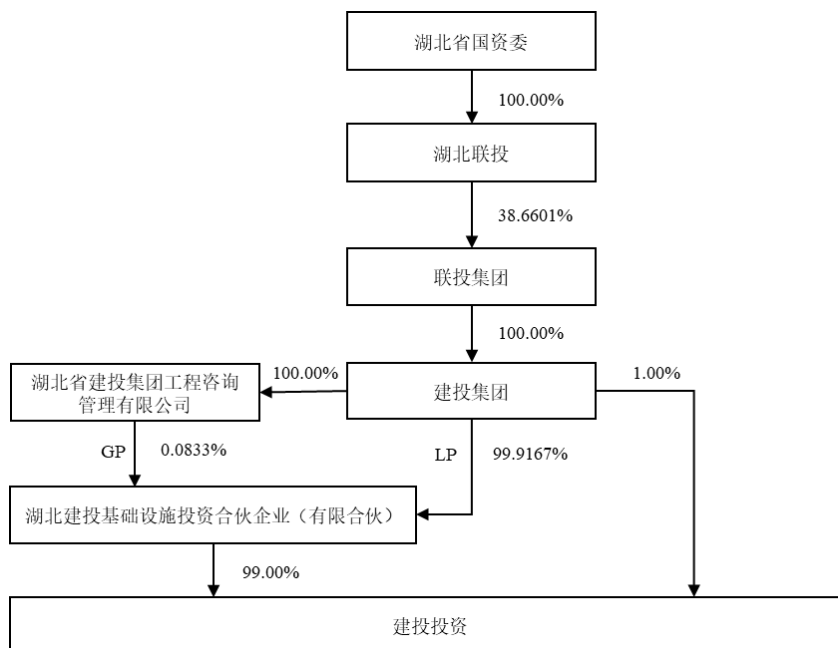 湖北省国资委
100.00%
湖北联投
38.6601%
联投集团
100.00%
湖北省建投集团工程咨询
管理有限公司
100.00%
建投集团
1.00%
GP
0.0833%
LP
99.9167%
湖北建投基础设施投资合伙企业（有限合伙）
99.00%
建投投资